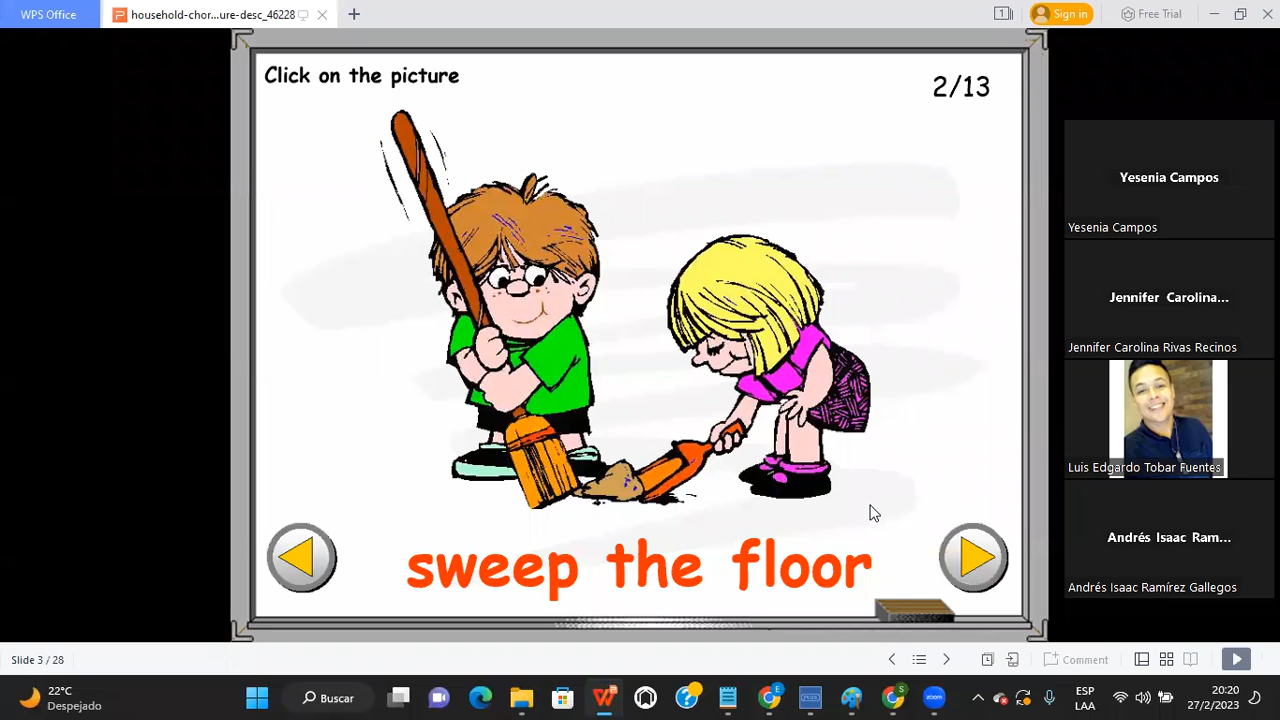 WPS Office
household-chor...ure-desc_46228
1
Sign in
Free Trial
Click on the picture
2/13
sweep the floor
Yesenia Campos
Yesenia Campos
Jennifer Carolina...
Jennifer Carolina Rivas Recinos
Luis Edgardo Tobar Fuentes
Andrés Isaac Ram...
Andrés Isaac Ramírez Gallegos
Slide 3 / 28
Comment
22°C
Despejado
Buscar
ESP
LAA
20:20
27/2/2023